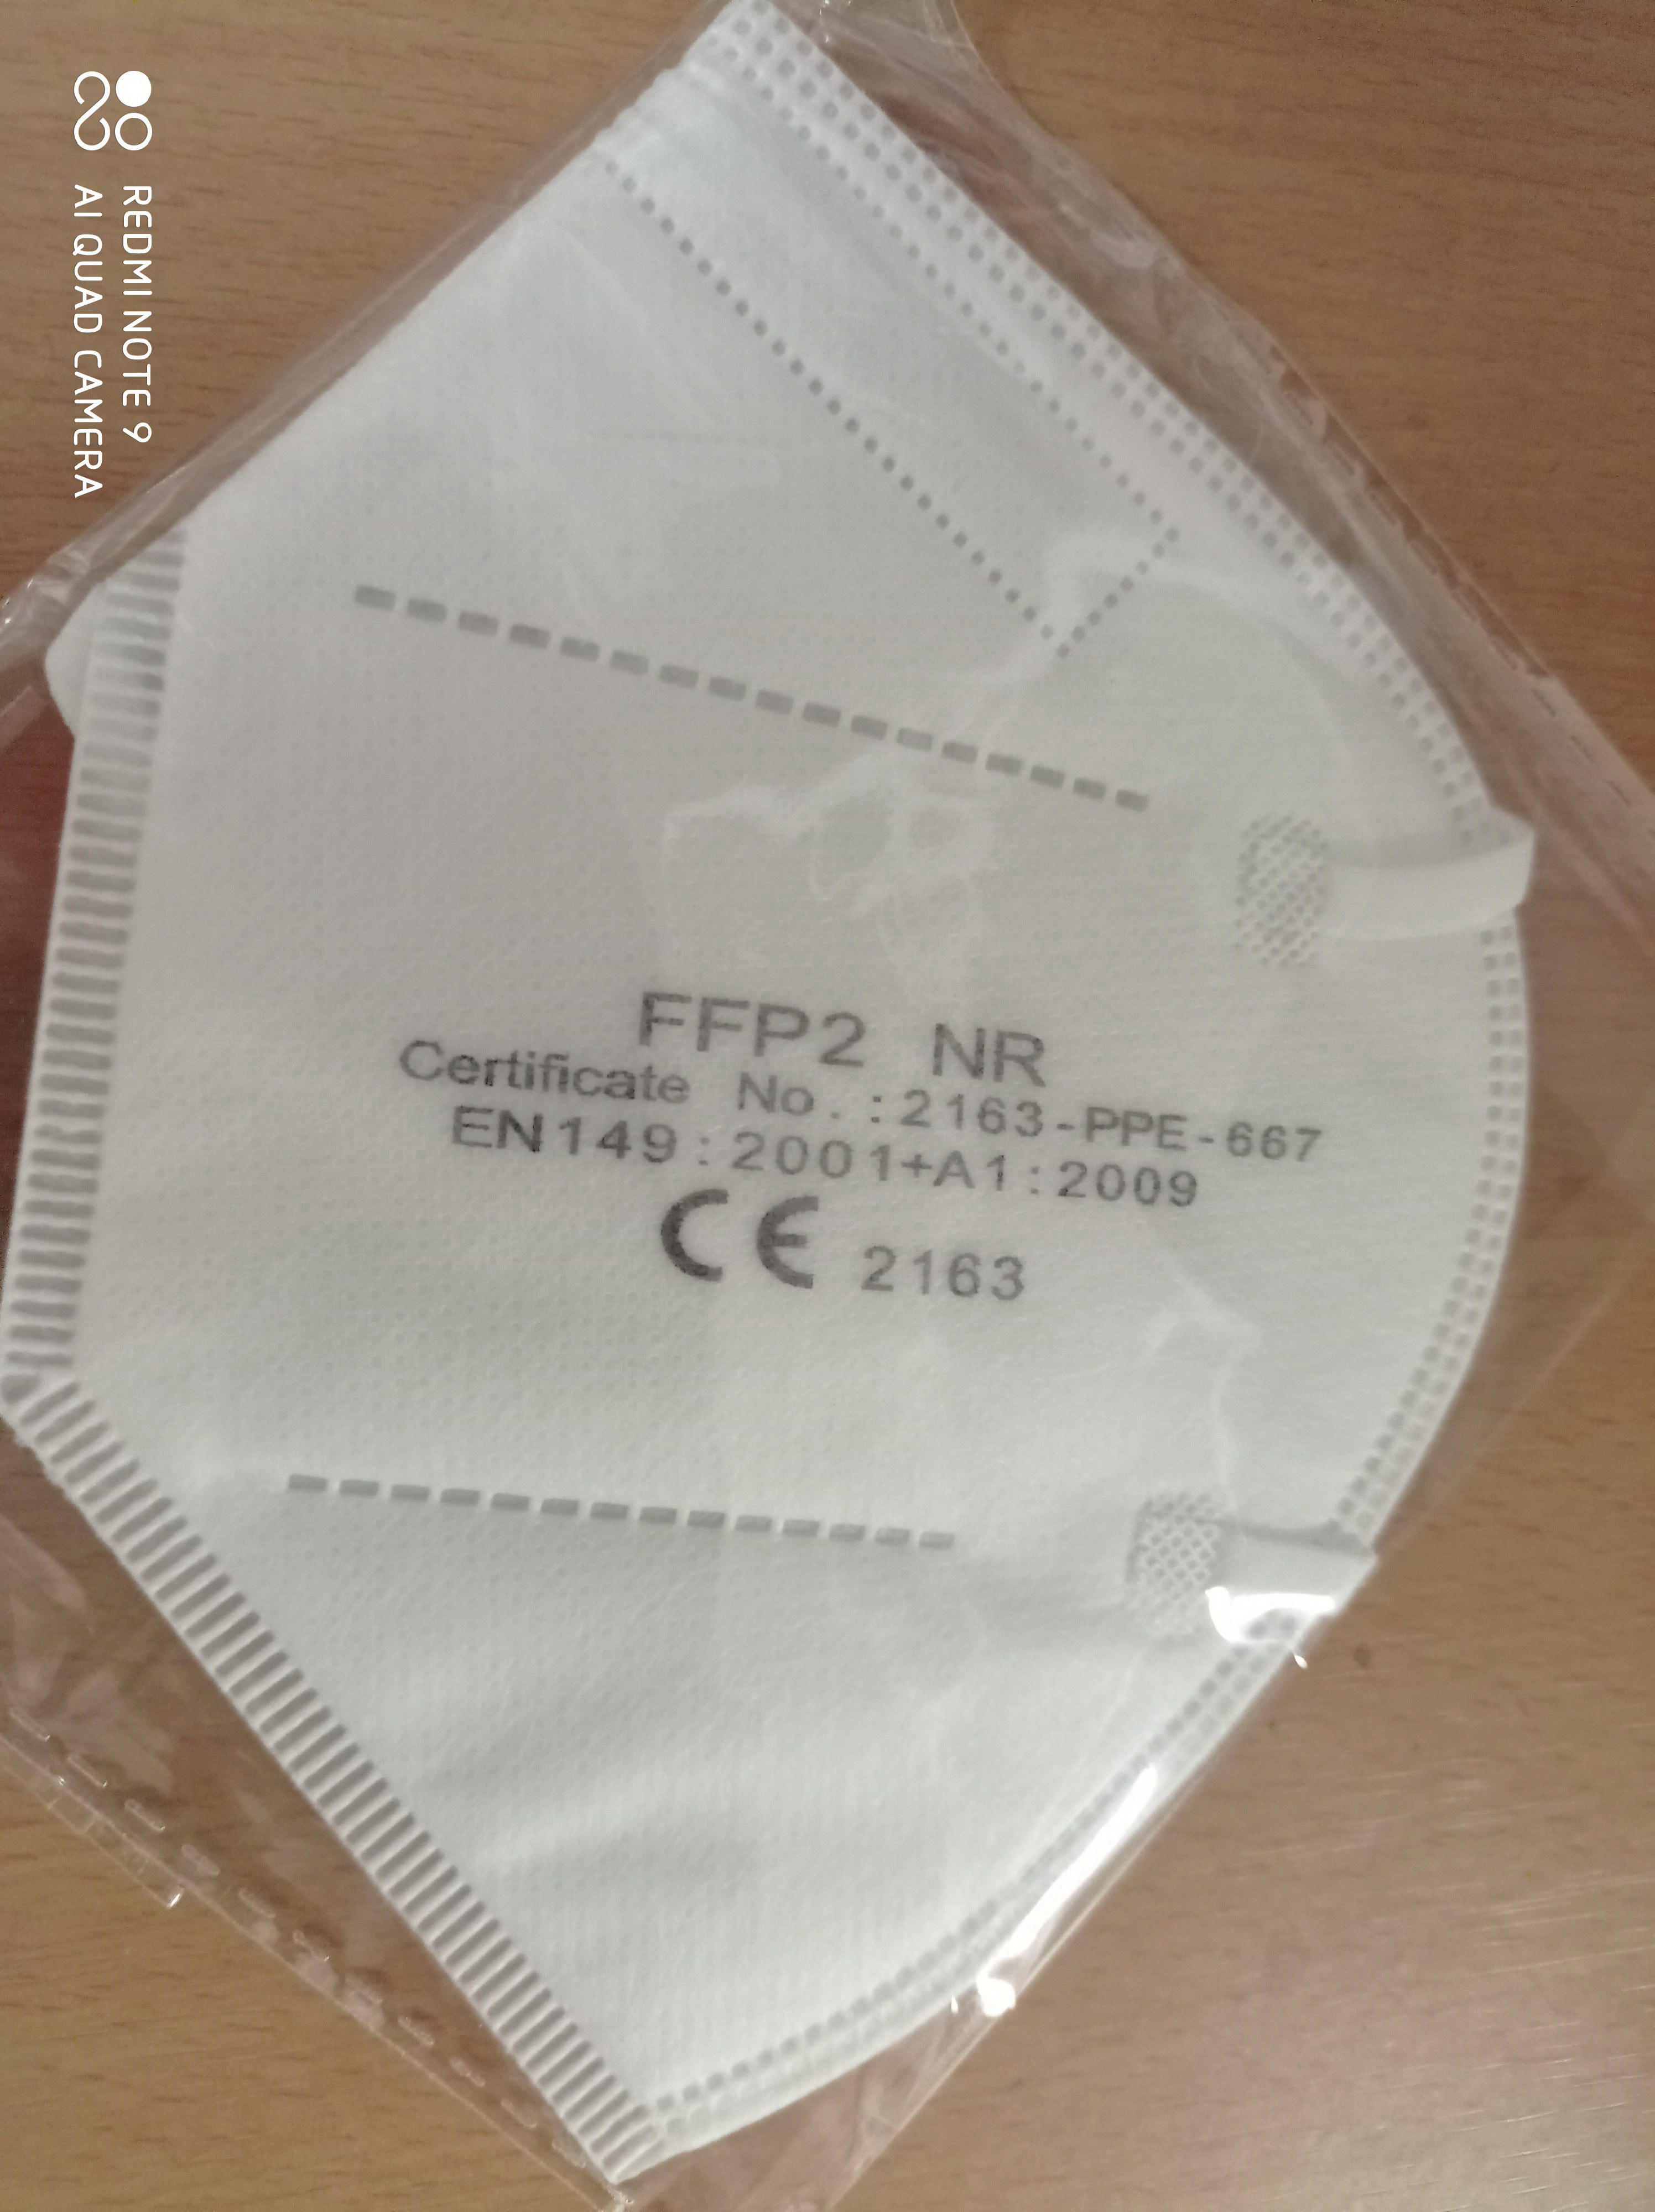 FFP2 NR
Certificate No.:2163-PPE-667
EN149:2001+A1:2009
CE 2163
REDMI NOTE 9
AI QUAD CAMERA